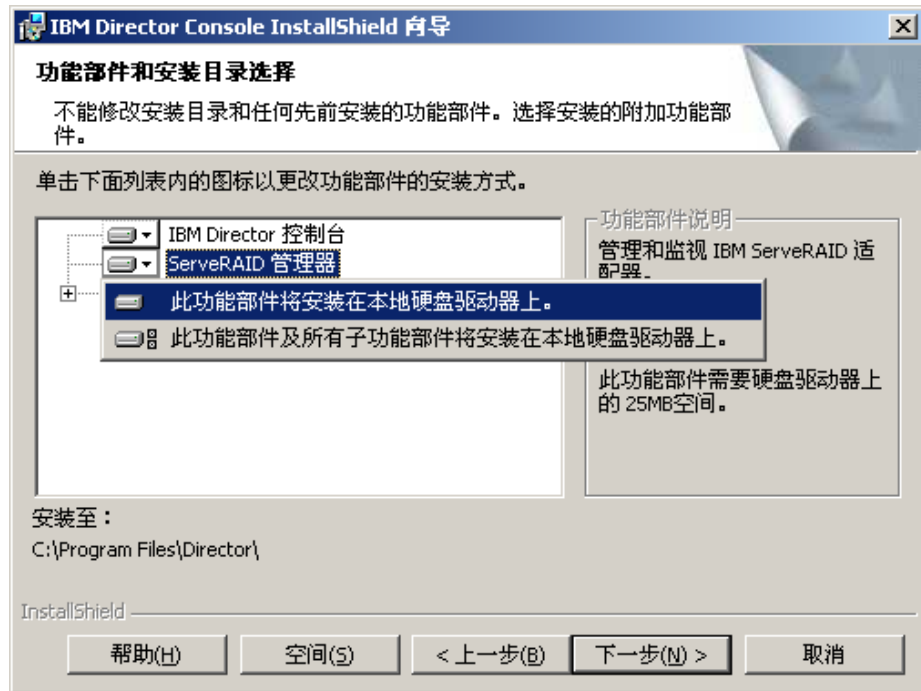 IBM Director Console InstallShield 向导
功能部件和安装目录选择
不能修改安装目录和任何先前安装的功能部件。选择安装的附加功能部
件。
单击下面列表内的图标以更改功能部件的安装方式。
IBM Director 控制台
ServeRAID 管理器
此功能部件将安装在本地硬盘驱动器上。
此功能部件及所有子功能部件将安装在本地硬盘驱动器上。
功能部件说明
管理和监视 IBM ServeRAID 适
配器。
此功能部件需要硬盘驱动器上
的 25MB空间。
安装至：
C:\Program Files\Director\
InstallShield
帮助(H)
空间(S)
< 上一步(B)
下一步(N) >
取消